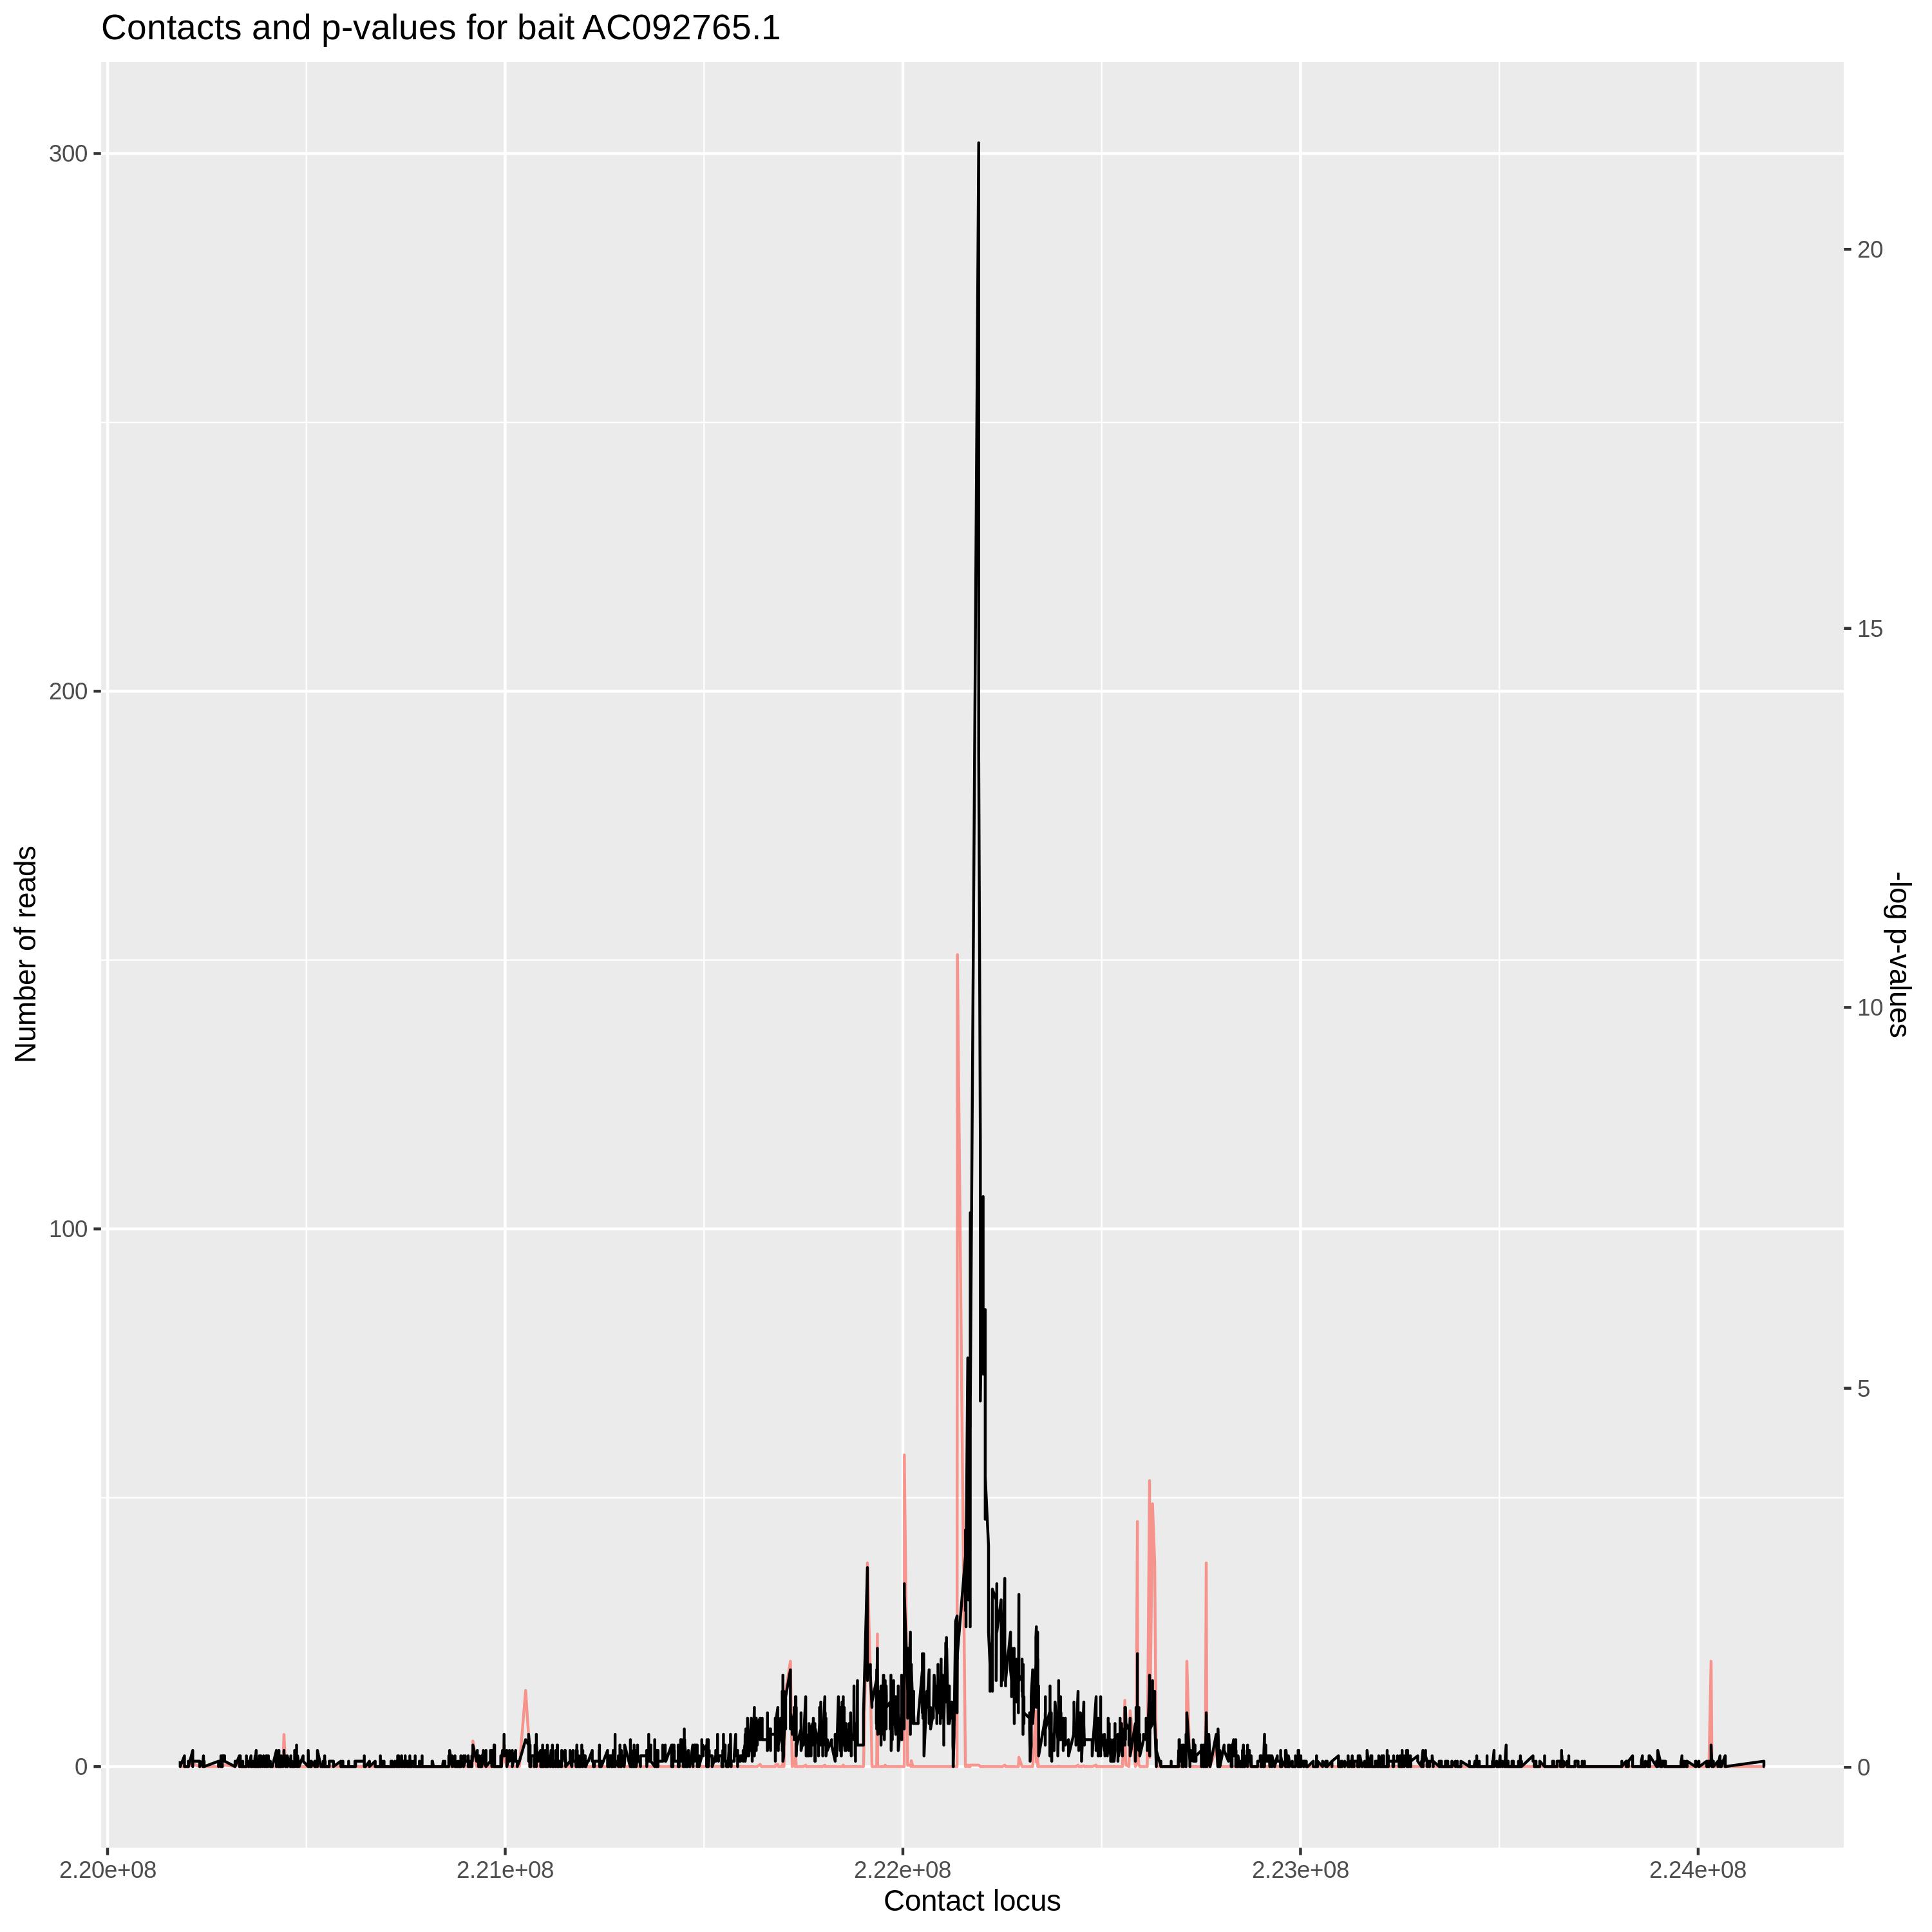 Contacts and p-values for bait AC092765.1
300
200
100
0
Number of reads
20
15
10
5
0
-log p-values
2.20e+08 2.21e+08 2.22e+08 2.23e+08 2.24e+08
Contact locus